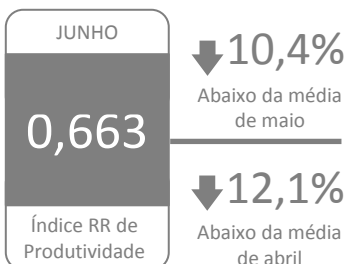 JUNHO
0,663
Índice RR de
Produtividade
10,4%
Abaixo da média
de maio
12,1%
Abaixo da média
de abril